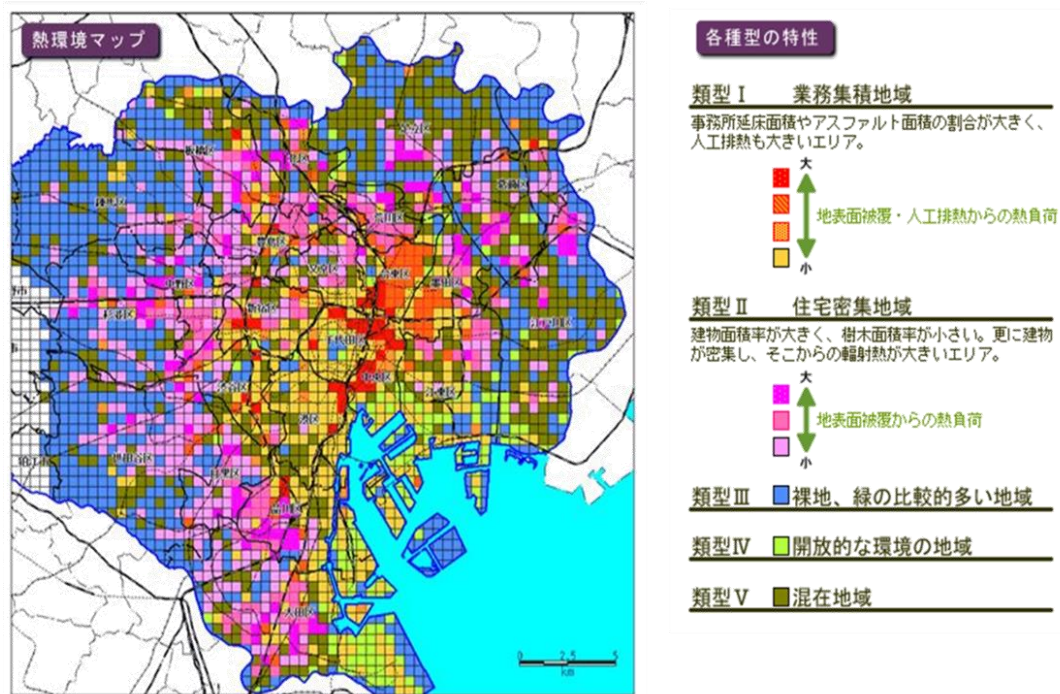 熱環境マップ
板橋区
北区
足立区
葛飾区
練馬区
荒川区
豊島区
文京区
台東区
墨田区
中野区
杉並区
新宿区
千代田区
江戸川区
渋谷区
中央区
江東区
港区
世田谷区
目黒区
品川区
大田区
狛江市
0 2.5 5
km
各種型の特性
類型Ⅰ 業務集積地域
事務所延床面積やアスファルト面積の割合が大きく、
人工排熱も大きいエリア。
大
地表面被覆・人工排熱からの熱負荷
小
類型Ⅱ 住宅密集地域
建物面積率が大きく、樹木面積率が小さい。更に建物
が密集し、そこからの輻射熱が大きいエリア。
大
地表面被覆からの熱負荷
小
類型Ⅲ 裸地、緑の比較的多い地域
類型Ⅳ 開放的な環境の地域
類型Ⅴ 混在地域